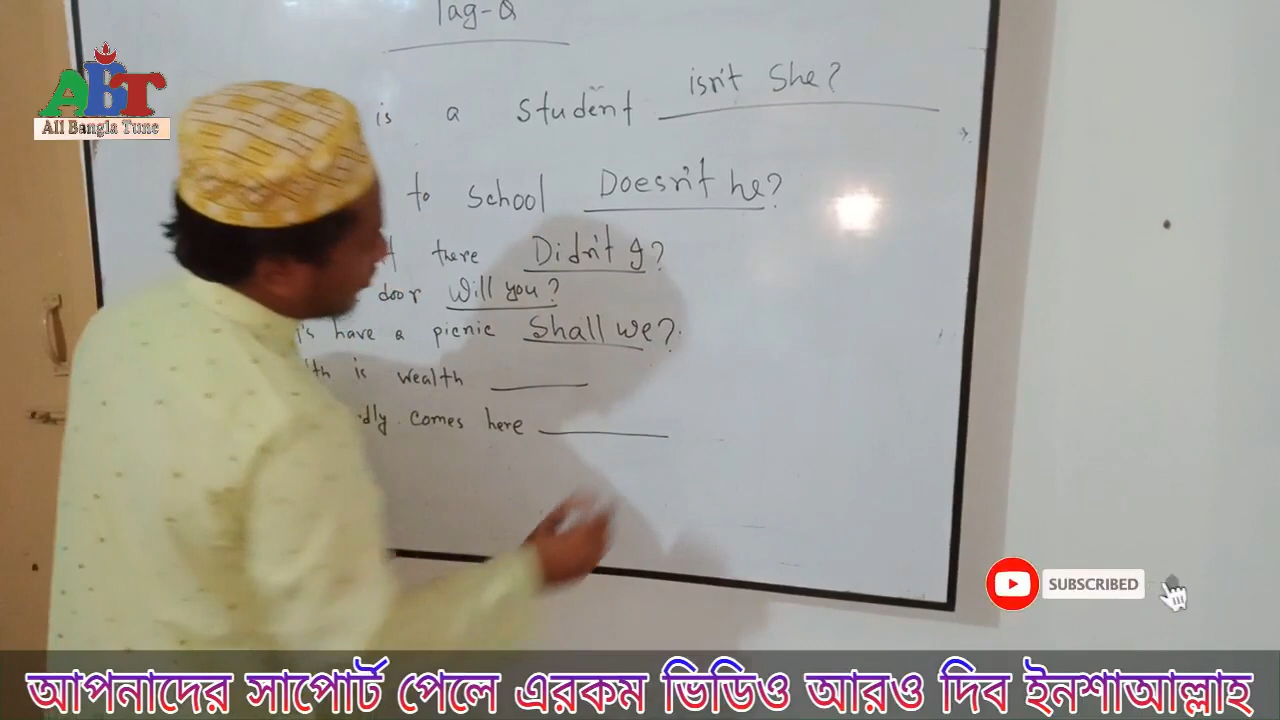 Tag-Q
ABT
All Bangla Tune
is a student isn't She?
to school Doesn't he?
there Didn't I?
door Will you?
have a picnic Shall we?
is wealth
comes here
SUBSCRIBED
আপনাদের সাপোর্ট পেলে এরকম ভিডিও আরও দিব ইনশাআল্লাহ